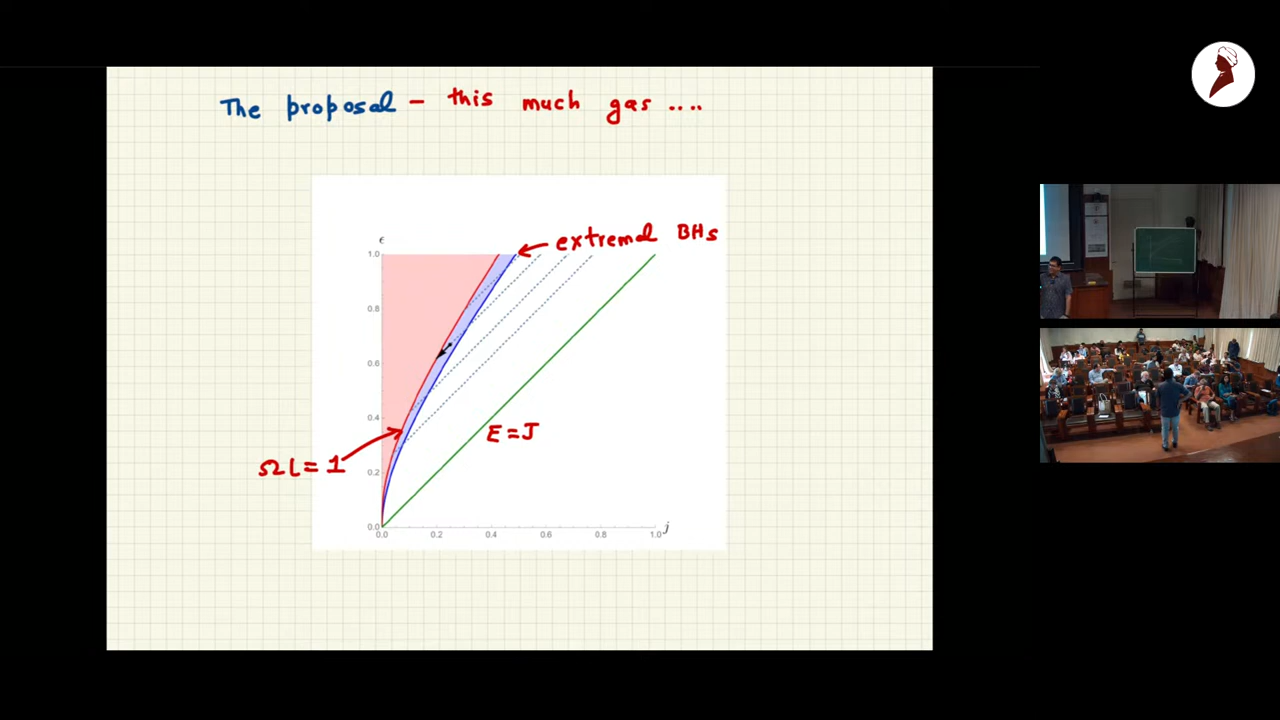 The proposal – this much gas ....
extremal BHs
ϵ
1.0
0.8
0.6
0.4
0.2
0.0
ΩL = 1
E = J
0.0 0.2 0.4 0.6 0.8 1.0 j